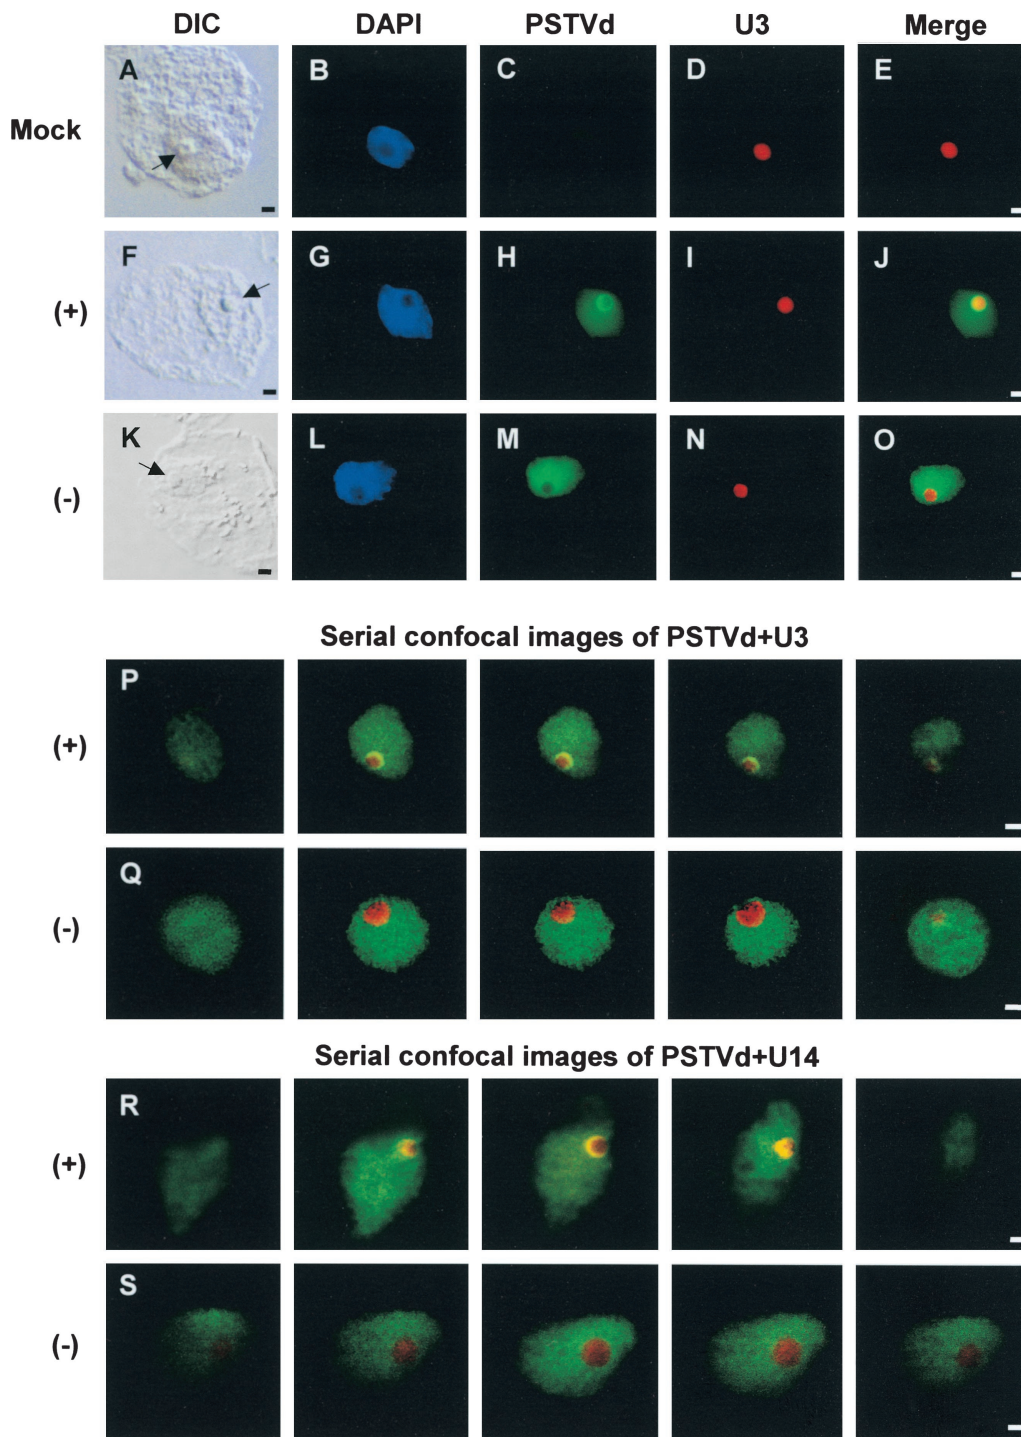 DIC DAPI PSTVd U3 Merge
Mock A B C D E
(+) F G H I J
(-) K L M N O
Serial confocal images of PSTVd+U3
P
(+)
Q
(-)
Serial confocal images of PSTVd+U14
R
(+)
S
(-)